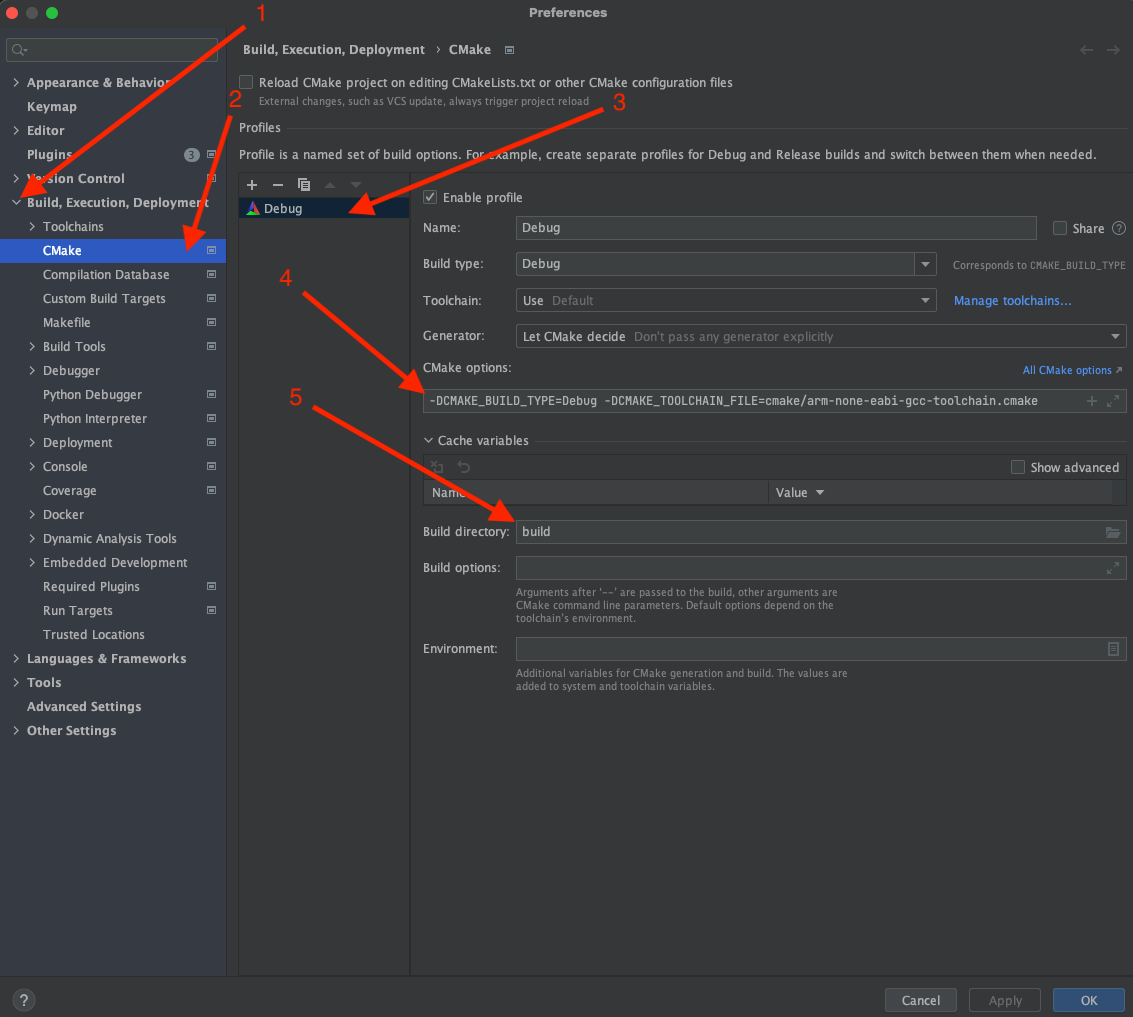 Preferences
1
Build, Execution, Deployment › CMake
Reload CMake project on editing CMakeLists.txt or other CMake configuration files
External changes, such as VCS update, always trigger project reload
2
3
Appearance & Behavior
Keymap
Editor
Plugins 3
Version Control
Build, Execution, Deployment
Toolchains
CMake
Compilation Database
Custom Build Targets
Makefile
Build Tools
Debugger
Python Debugger
Python Interpreter
Deployment
Console
Coverage
Docker
Dynamic Analysis Tools
Embedded Development
Required Plugins
Run Targets
Trusted Locations
Languages & Frameworks
Tools
Advanced Settings
Other Settings
Profiles
Profile is a named set of build options. For example, create separate profiles for Debug and Release builds and switch between them when needed.
Debug
Enable profile
Name: Debug Share ?
4
Build type: Debug Corresponds to CMAKE_BUILD_TYPE
Toolchain: Use Default Manage toolchains...
Generator: Let CMake decide Don't pass any generator explicitly
CMake options: All CMake options ↗
5
-DCMAKE_BUILD_TYPE=Debug -DCMAKE_TOOLCHAIN_FILE=cmake/arm-none-eabi-gcc-toolchain.cmake
Cache variables
Show advanced
Name Value
Build directory: build
Build options:
Arguments after '--' are passed to the build, other arguments are
CMake command line parameters. Default options depend on the
toolchain's environment.
Environment:
Additional variables for CMake generation and build. The values are
added to system and toolchain variables.
? Cancel Apply OK